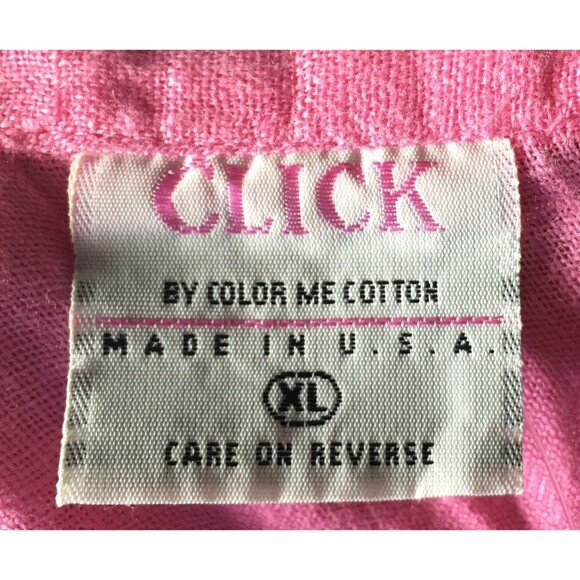 CLICK
BY COLOR ME COTTON
MADE IN U.S.A.
XL
CARE ON REVERSE